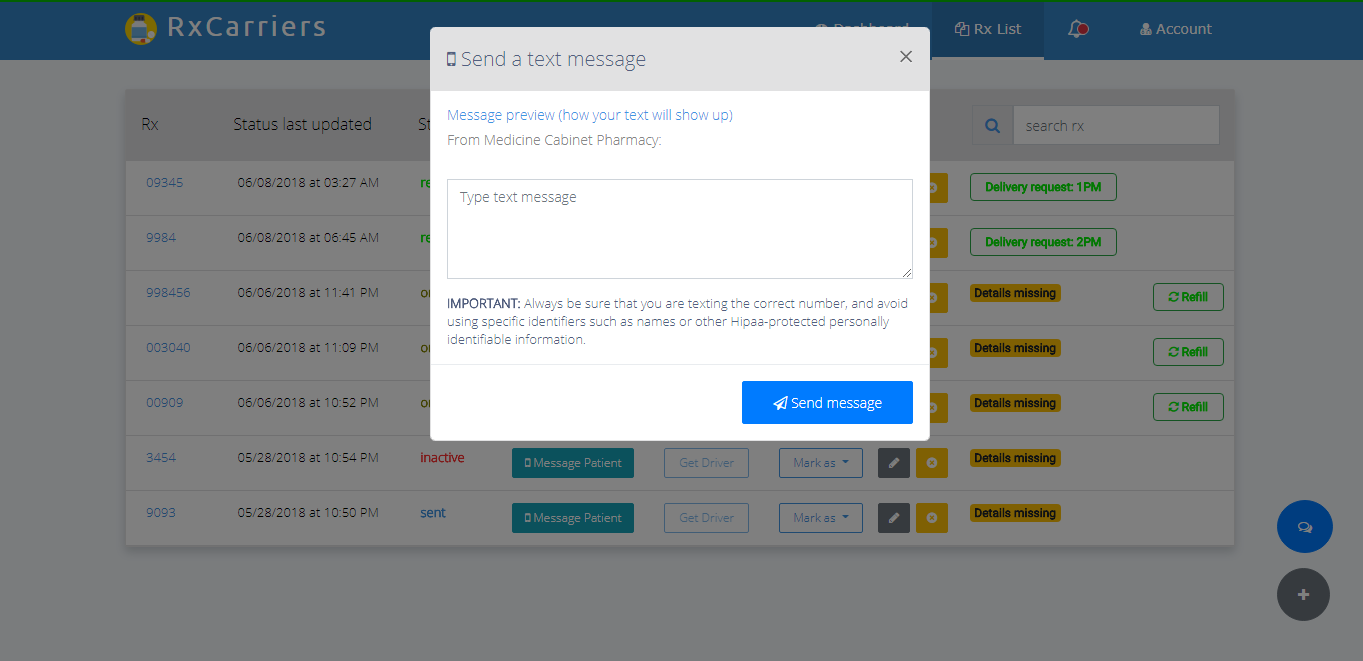 RxCarriers
Dashboard
Rx List
Account
Send a text message
×
Message preview (how your text will show up)
From Medicine Cabinet Pharmacy:
Type text message
IMPORTANT: Always be sure that you are texting the correct number, and avoid
using specific identifiers such as names or other Hipaa-protected personally
identifiable information.
Send message
Rx Status last updated St search rx
09345 06/08/2018 at 03:27 AM re Delivery request: 1PM
9984 06/08/2018 at 06:45 AM re Delivery request: 2PM
998456 06/06/2018 at 11:41 PM Details missing Refill
003040 06/06/2018 at 11:09 PM Details missing Refill
00909 06/06/2018 at 10:52 PM Details missing Refill
3454 05/28/2018 at 10:54 PM inactive Message Patient Get Driver Mark as Details missing
9093 05/28/2018 at 10:50 PM sent Message Patient Get Driver Mark as Details missing